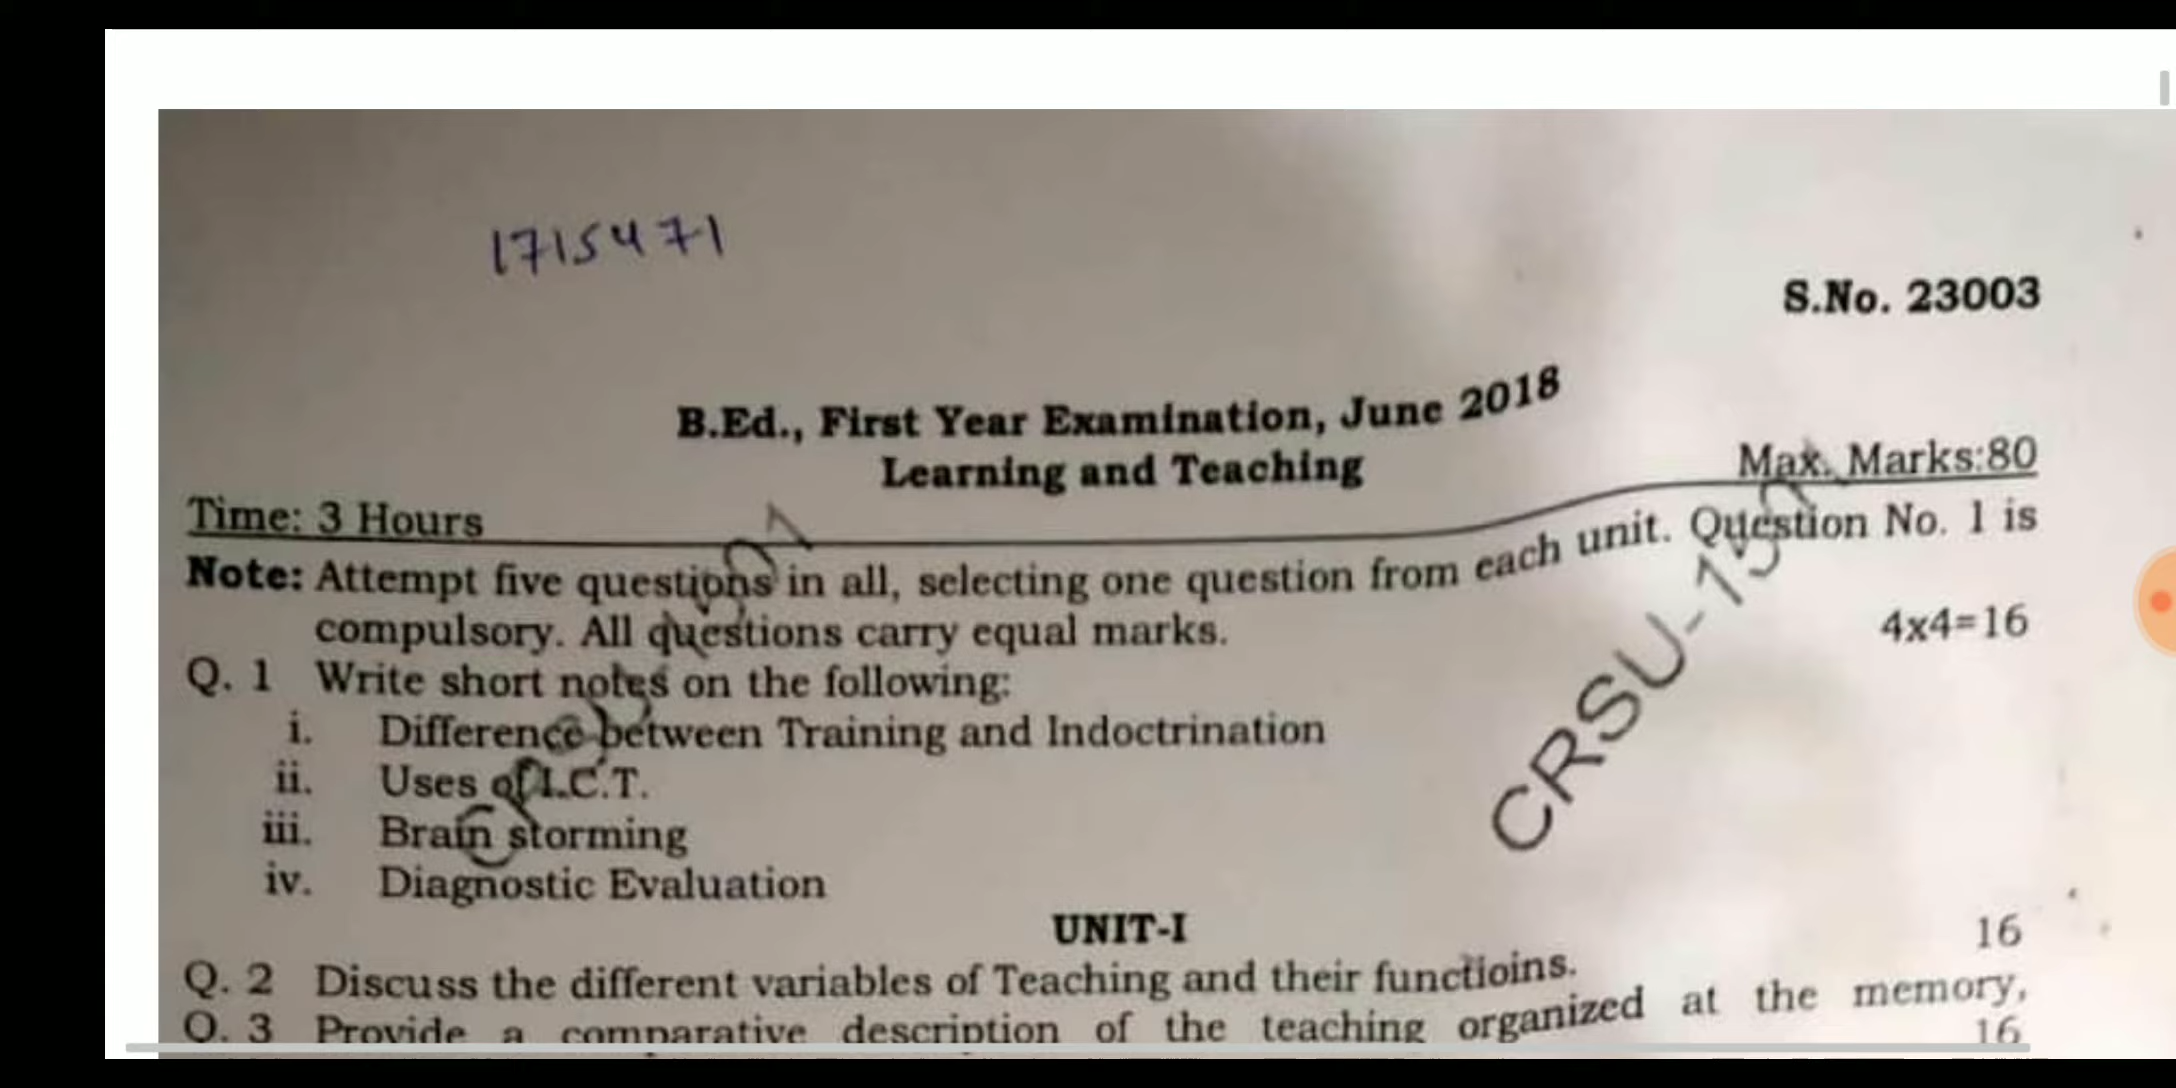 1715471
S.No. 23003
B.Ed., First Year Examination, June 2018
Learning and Teaching
Max. Marks:80
Time: 3 Hours
Note: Attempt five questions in all, selecting one question from each unit. Question No. 1 is
compulsory. All questions carry equal marks.
4x4=16
Q. 1 Write short notes on the following:
i. Difference between Training and Indoctrination
ii. Uses of I.C.T.
iii. Brain storming
iv. Diagnostic Evaluation
UNIT-I
Q. 2 Discuss the different variables of Teaching and their functioins. 16
Q. 3 Provide a comparative description of the teaching organized at the memory,
16
CRSU-1501